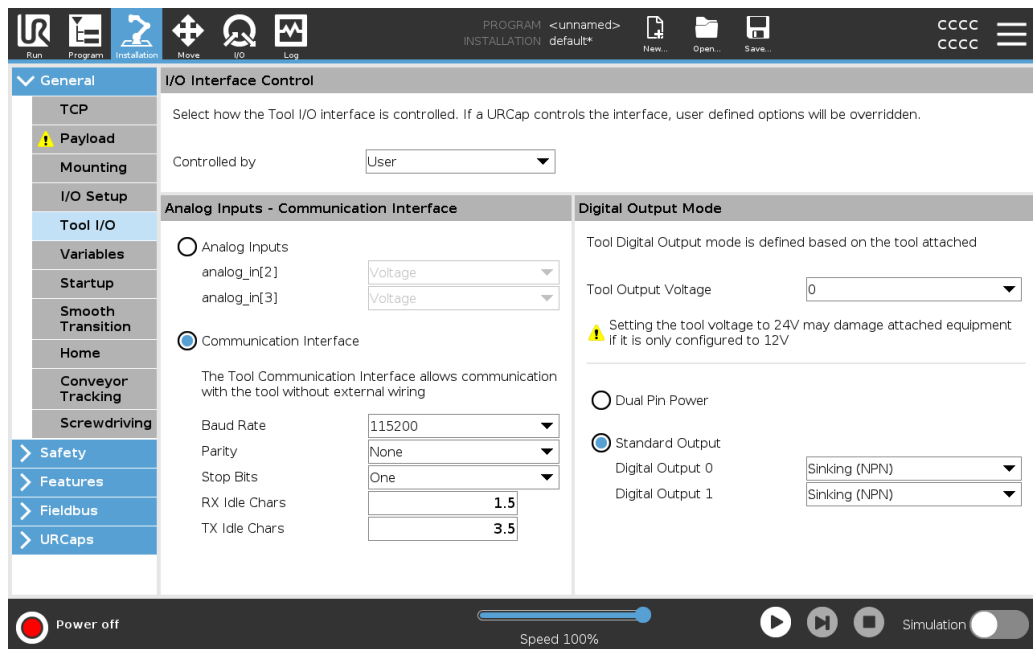 Run
Program
Installation
Move
I/O
Log
PROGRAM <unnamed>
INSTALLATION default*
New...
Open...
Save...
CCCC
CCCC
General
TCP
Payload
Mounting
I/O Setup
Tool I/O
Variables
Startup
Smooth
Transition
Home
Conveyor
Tracking
Screwdriving
Safety
Features
Fieldbus
URCaps
I/O Interface Control
Select how the Tool I/O interface is controlled. If a URCap controls the interface, user defined options will be overridden.
Controlled by User
Analog Inputs - Communication Interface
Analog Inputs
analog_in[2] Voltage
analog_in[3] Voltage
Communication Interface
The Tool Communication Interface allows communication
with the tool without external wiring
Baud Rate 115200
Parity None
Stop Bits One
RX Idle Chars 1.5
TX Idle Chars 3.5
Digital Output Mode
Tool Digital Output mode is defined based on the tool attached
Tool Output Voltage 0
Setting the tool voltage to 24V may damage attached equipment
if it is only configured to 12V
Dual Pin Power
Standard Output
Digital Output 0 Sinking (NPN)
Digital Output 1 Sinking (NPN)
Power off
Speed 100%
Simulation